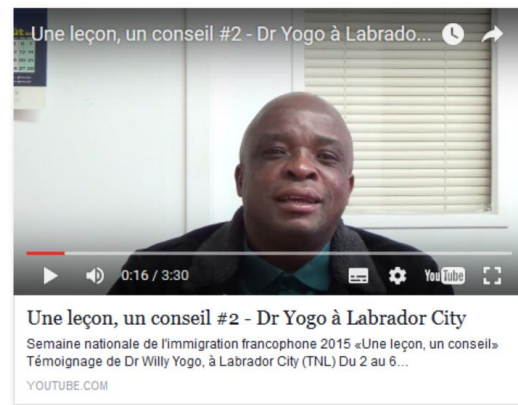 Une leçon, un conseil #2 - Dr Yogo à Labrado...
0:16 / 3:30
YouTube
Une leçon, un conseil #2 - Dr Yogo à Labrador City
Semaine nationale de l'immigration francophone 2015 «Une leçon, un conseil»
Témoignage de Dr Willy Yogo, à Labrador City (TNL) Du 2 au 6...
YOUTUBE.COM